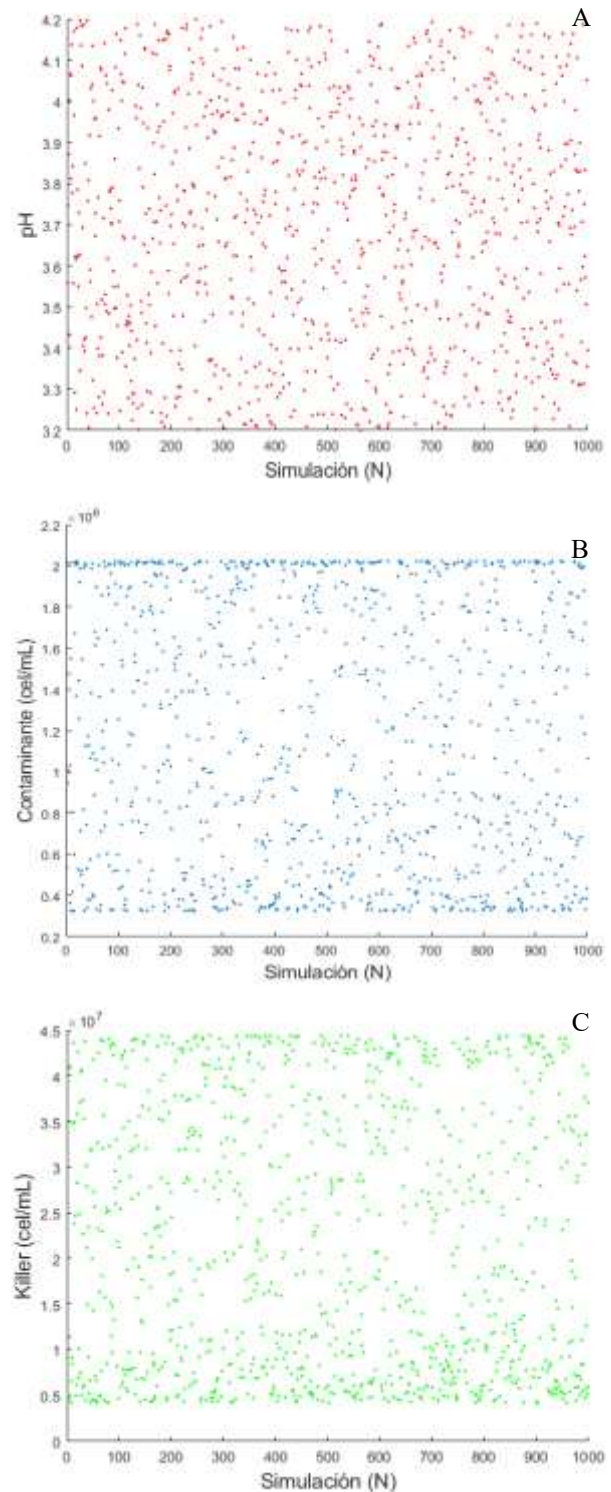 A
4.2
4.1
4
3.9
3.8
3.7
3.6
3.5
3.4
3.3
3.2
pH
0 100 200 300 400 500 600 700 800 900 1000
Simulación (N)
B
× 10⁶
2.2
2
1.8
1.6
1.4
1.2
1
0.8
0.6
0.4
0.2
Contaminante (cel/mL)
0 100 200 300 400 500 600 700 800 900 1000
Simulación (N)
C
× 10⁷
4.5
4
3.5
3
2.5
2
1.5
1
0.5
0
Killer (cel/mL)
0 100 200 300 400 500 600 700 800 900 1000
Simulación (N)